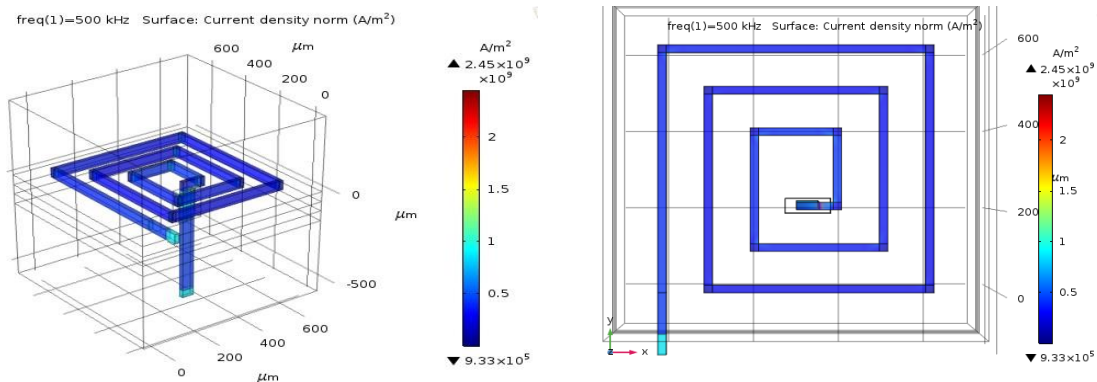 freq(1)=500 kHz Surface: Current density norm (A/m²)
μm
600
400
200
0
A/m²
▲ 2.45×10⁹
×10⁹
2
1.5
1
0.5
▼ 9.33×10⁵
0
μm
-500
600
400
200
0
μm
freq(1)=500 kHz Surface: Current density norm (A/m²)
600
400
200
0
μm
A/m²
▲ 2.45×10⁹
×10⁹
2
1.5
1
0.5
▼ 9.33×10⁵
y
z
x